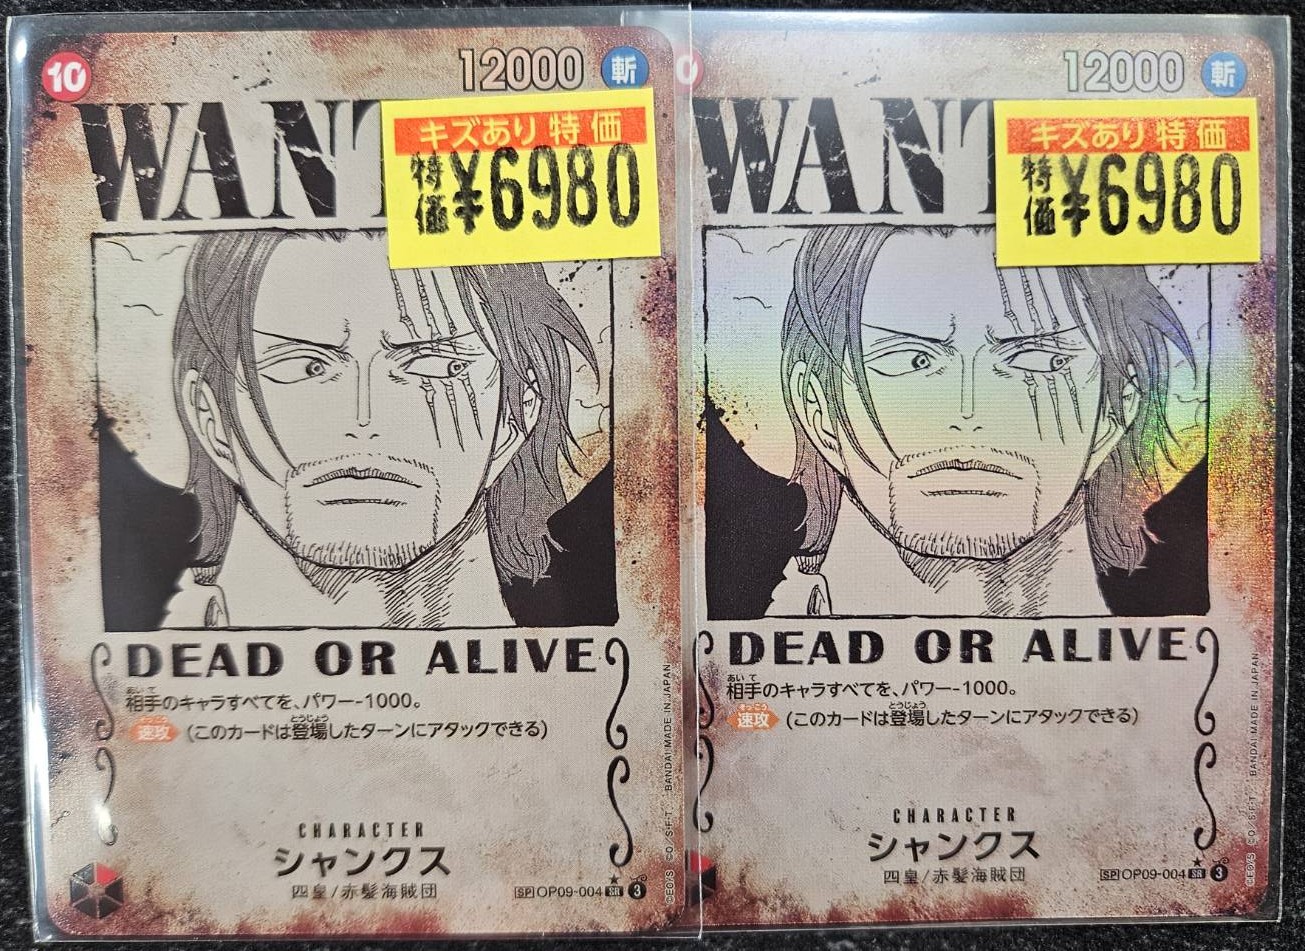 10
12000
斬
WANT
キズあり特価
特価 ¥6980
DEAD OR ALIVE
相手のキャラすべてを、パワー-1000。
速攻 (このカードは登場したターンにアタックできる)
CHARACTER
シャンクス
四皇/赤髪海賊団
SP OP09-004 SR 3
BANDAI MADE IN JAPAN
0
12000
斬
WANT
キズあり特価
特価 ¥6980
DEAD OR ALIVE
相手のキャラすべてを、パワー-1000。
速攻 (このカードは登場したターンにアタックできる)
CHARACTER
シャンクス
四皇/赤髪海賊団
SP OP09-004 SR 3
BANDAI MADE IN JAPAN